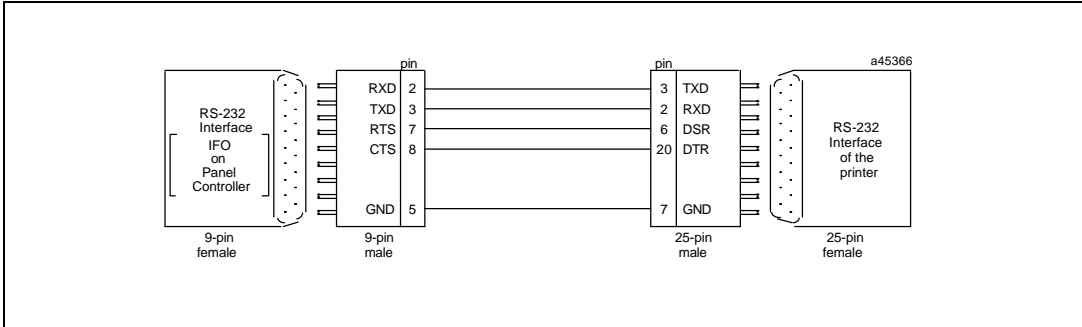 a45366
pin
pin
RXD 2
3 TXD
TXD 3
2 RXD
RTS 7
6 DSR
CTS 8
20 DTR
GND 5
7 GND
RS-232
Interface
IFO
on
Panel
Controller
RS-232
Interface
of the
printer
9-pin
female
9-pin
male
25-pin
male
25-pin
female